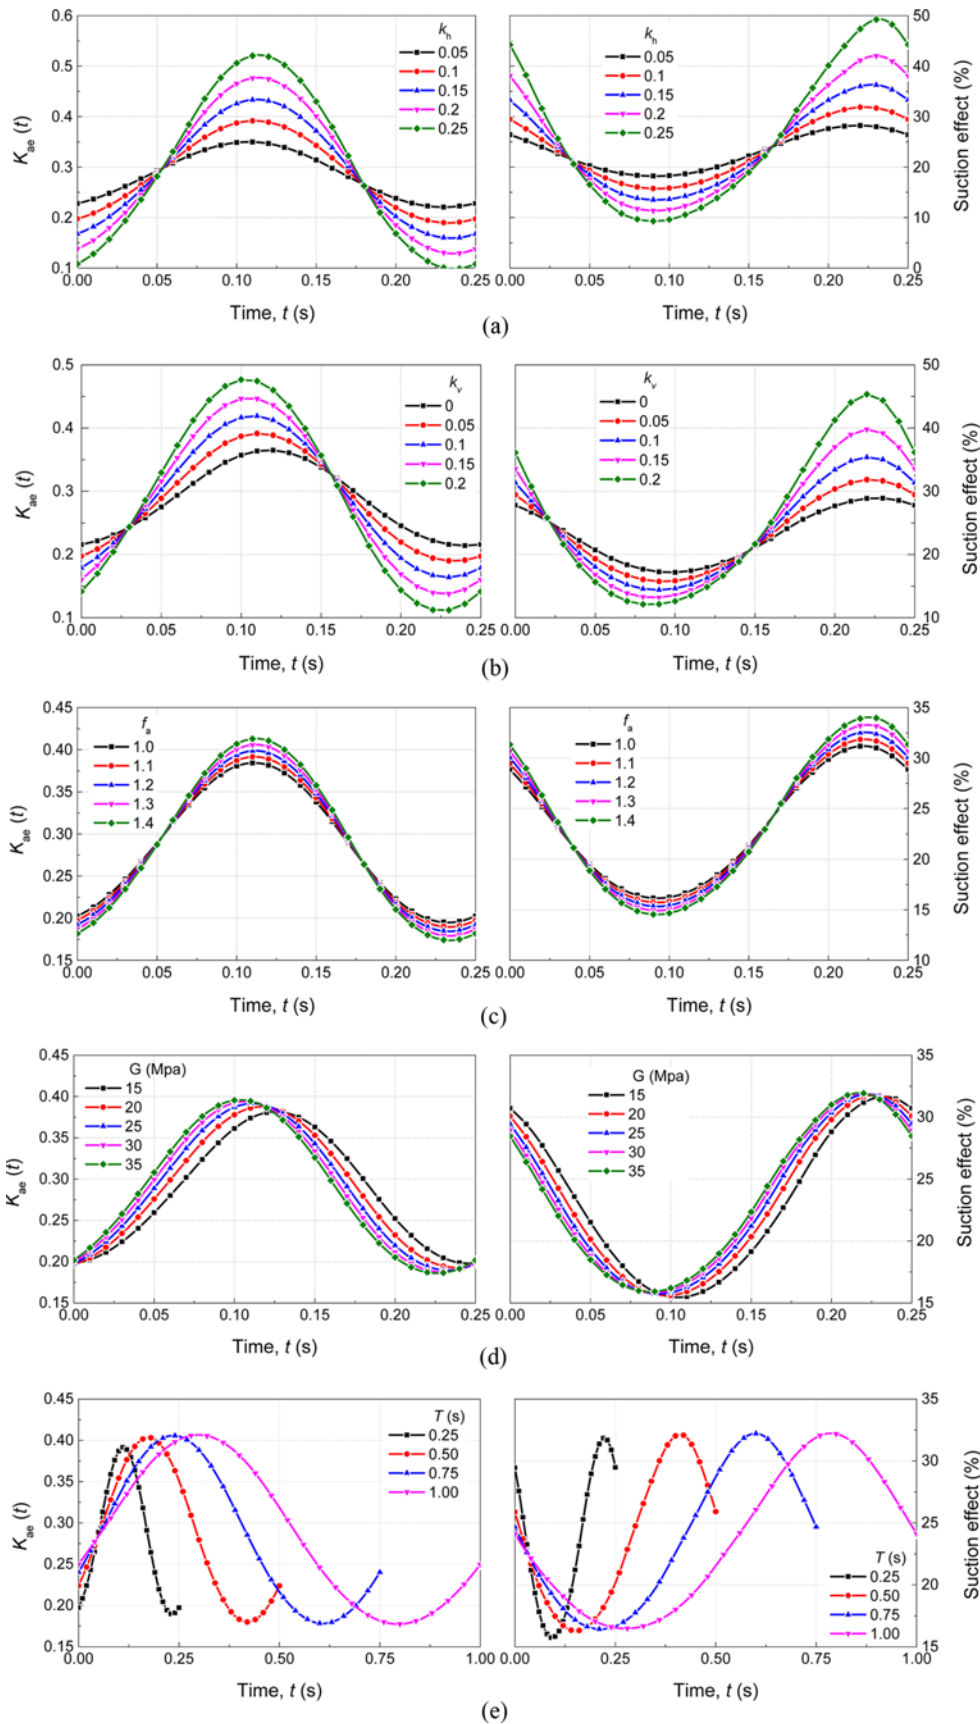 0.6
0.5
0.4
0.3
0.2
0.1
K_ae (t)
k_h
0.05
0.1
0.15
0.2
0.25
0.00 0.05 0.10 0.15 0.20 0.25
Time, t (s)
k_h
0.05
0.1
0.15
0.2
0.25
50
40
30
20
10
0
Suction effect (%)
0.00 0.05 0.10 0.15 0.20 0.25
Time, t (s)
(a)
0.5
0.4
0.3
0.2
0.1
K_ae (t)
k_v
0
0.05
0.1
0.15
0.2
0.00 0.05 0.10 0.15 0.20 0.25
Time, t (s)
k_v
0
0.05
0.1
0.15
0.2
50
40
30
20
10
Suction effect (%)
0.00 0.05 0.10 0.15 0.20 0.25
Time, t (s)
(b)
0.45
0.40
0.35
0.30
0.25
0.20
0.15
K_ae (t)
f_a
1.0
1.1
1.2
1.3
1.4
0.00 0.05 0.10 0.15 0.20 0.25
Time, t (s)
f_a
1.0
1.1
1.2
1.3
1.4
35
30
25
20
15
10
Suction effect (%)
0.00 0.05 0.10 0.15 0.20 0.25
Time, t (s)
(c)
0.45
0.40
0.35
0.30
0.25
0.20
0.15
K_ae (t)
G (Mpa)
15
20
25
30
35
0.00 0.05 0.10 0.15 0.20 0.25
Time, t (s)
G (Mpa)
15
20
25
30
35
35
30
25
20
15
Suction effect (%)
0.00 0.05 0.10 0.15 0.20 0.25
Time, t (s)
(d)
0.45
0.40
0.35
0.30
0.25
0.20
0.15
K_ae (t)
T (s)
0.25
0.50
0.75
1.00
0.00 0.25 0.50 0.75 1.00
Time, t (s)
T (s)
0.25
0.50
0.75
1.00
35
30
25
20
15
Suction effect (%)
0.00 0.25 0.50 0.75 1.00
Time, t (s)
(e)